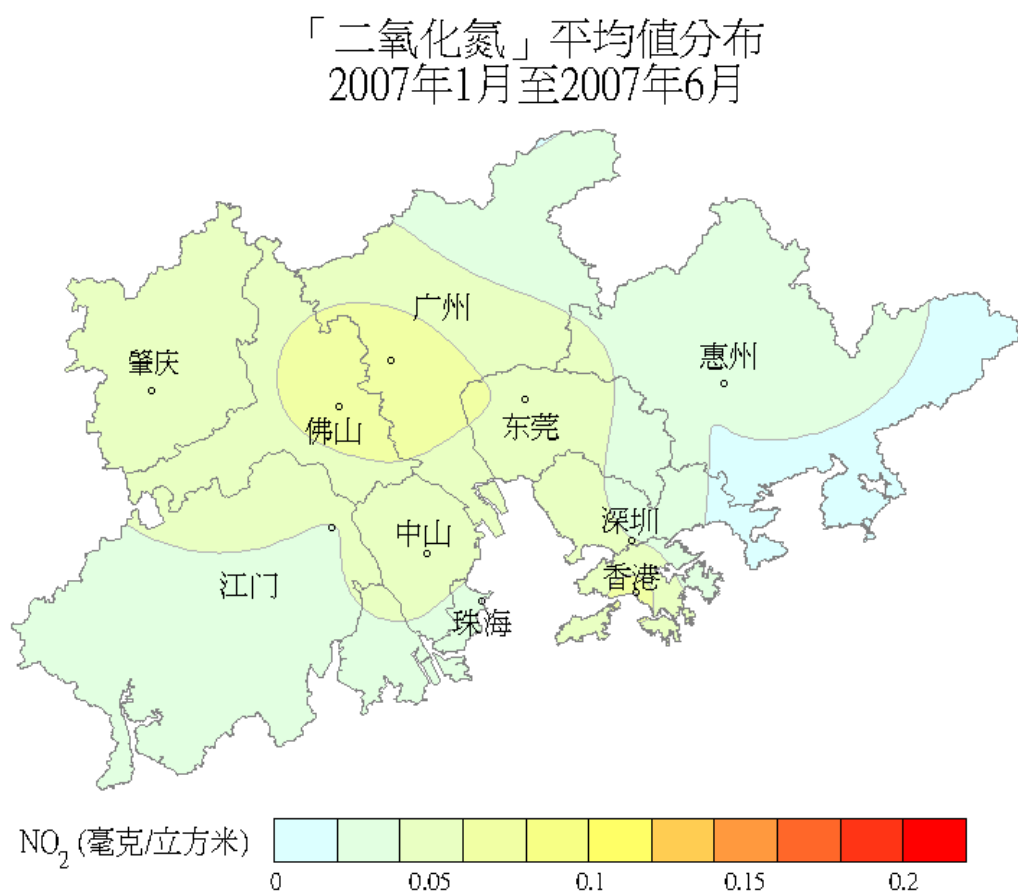 「二氧化氮」平均值分布
2007年1月至2007年6月
广州
肇庆
惠州
佛山
东莞
深圳
中山
香港
江门
珠海
NO₂ (毫克/立方米)
0 0.05 0.1 0.15 0.2